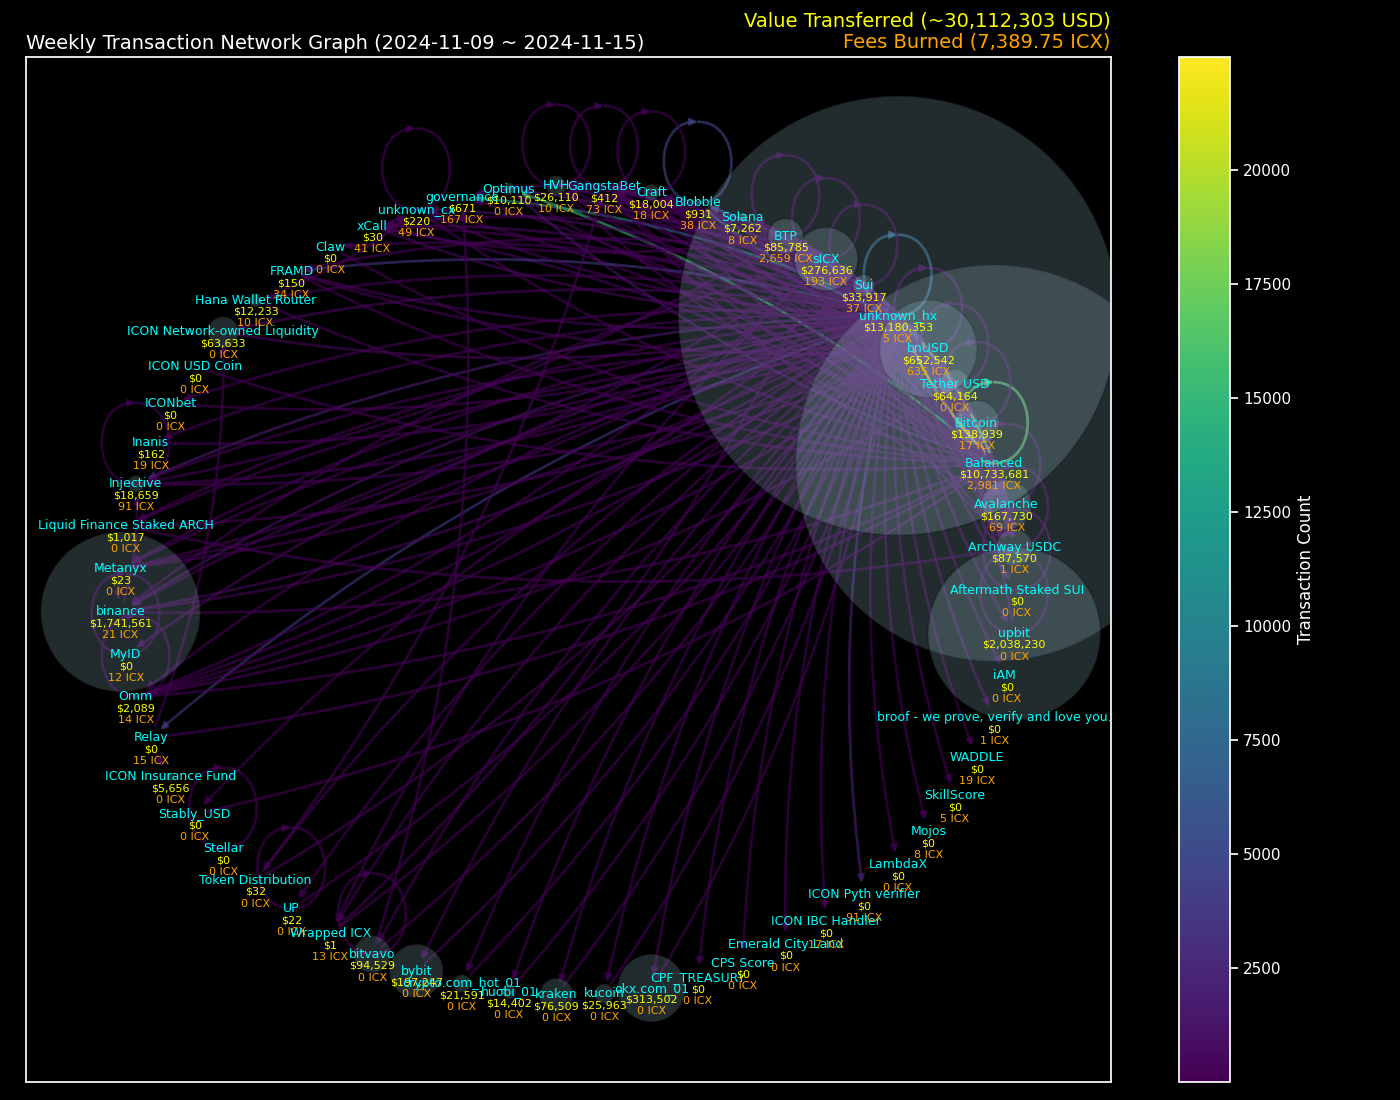 Value Transferred (~30,112,303 USD)
Weekly Transaction Network Graph (2024-11-09 ~ 2024-11-15)
Fees Burned (7,389.75 ICX)
HVH
$26,110
10 ICX
GangstaBet
$412
73 ICX
Craft
$18,004
18 ICX
Blobble
$931
38 ICX
Solana
$7,262
8 ICX
BTP
$85,785
2,659 ICX
sICX
$276,636
193 ICX
Sui
$33,917
37 ICX
unknown_hx
$13,180,353
5 ICX
bnUSD
$652,542
635 ICX
Tether USD
$64,164
0 ICX
Bitcoin
$138,939
17 ICX
Balanced
$10,733,681
2,981 ICX
Avalanche
$167,730
69 ICX
Archway USDC
$87,570
1 ICX
Aftermath Staked SUI
$0
0 ICX
upbit
$2,038,230
0 ICX
iAM
$0
0 ICX
broof - we prove, verify and love you.
$0
1 ICX
WADDLE
$0
19 ICX
SkillScore
$0
5 ICX
Mojos
$0
8 ICX
LambdaX
$0
0 ICX
ICON Pyth verifier
$0
91 ICX
ICON IBC Handler
$0
17 ICX
Emerald City Land
$0
0 ICX
CPS Score
$0
0 ICX
CPF_TREASURY
$0
0 ICX
okx.com_01
$313,502
0 ICX
kucoin
$25,963
0 ICX
kraken
$76,509
0 ICX
huobi_01
$14,402
0 ICX
crypto.com_hot_01
$21,591
0 ICX
bybit
0 ICX
bitvavo
$94,529
0 ICX
Wrapped ICX
$1
13 ICX
UP
$22
0 ICX
Token Distribution
$32
0 ICX
Stellar
$0
0 ICX
Stably_USD
$0
0 ICX
ICON Insurance Fund
$5,656
0 ICX
Relay
$0
15 ICX
Omm
$2,089
14 ICX
MyID
$0
12 ICX
binance
$1,741,561
21 ICX
Metanyx
$23
0 ICX
Liquid Finance Staked ARCH
$1,017
0 ICX
Injective
$18,659
91 ICX
Inanis
$162
19 ICX
ICONbet
$0
0 ICX
ICON USD Coin
$0
0 ICX
ICON Network-owned Liquidity
$63,633
0 ICX
Hana Wallet Router
$12,233
10 ICX
FRAMD
$150
34 ICX
Claw
$0
0 ICX
xCall
$30
41 ICX
unknown_cx
$220
49 ICX
governance
$671
167 ICX
Optimus
$10,110
0 ICX
20000
17500
15000
12500
10000
7500
5000
2500
Transaction Count